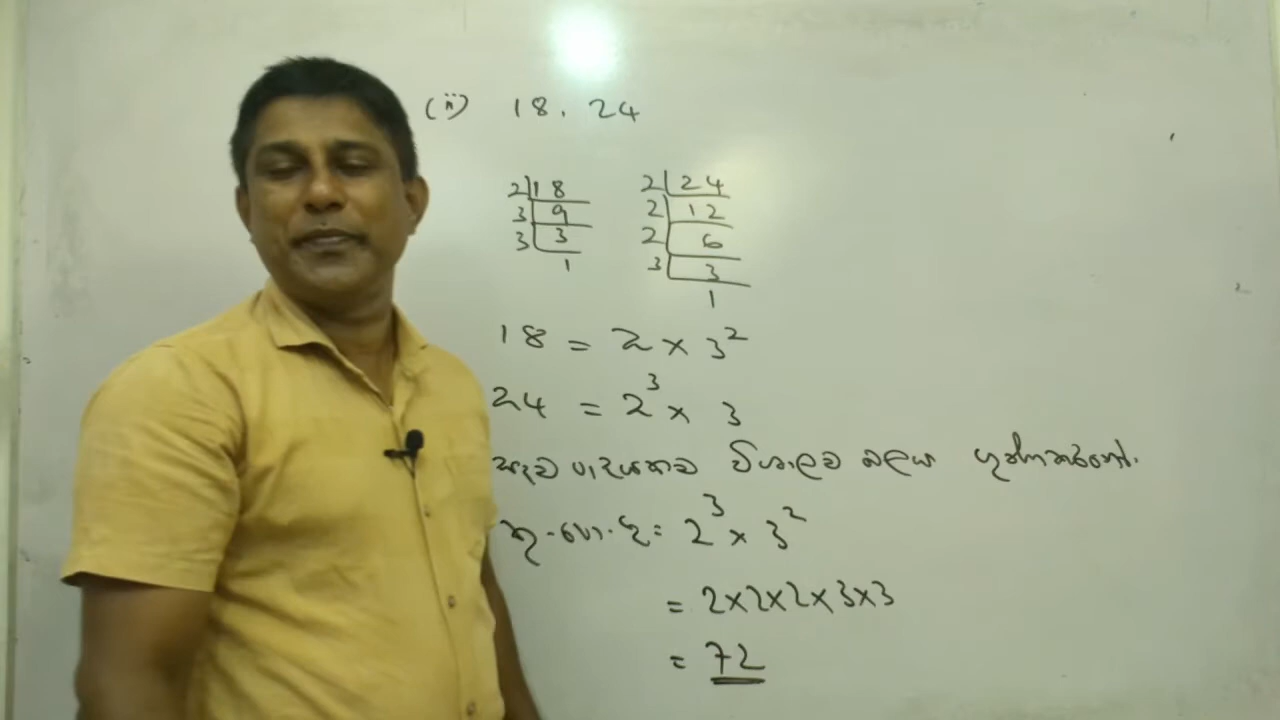 (ii) 18, 24
2|18 2|24
3|9 2|12
3|3 2|6
1 3|3
1
18 = 2 × 3²
24 = 2³ × 3
සෑම පාදයකම විශාලම බලය ගුණකරනෝ.
කු.පො.ගු = 2³ × 3²
= 2×2×2×3×3
= 72